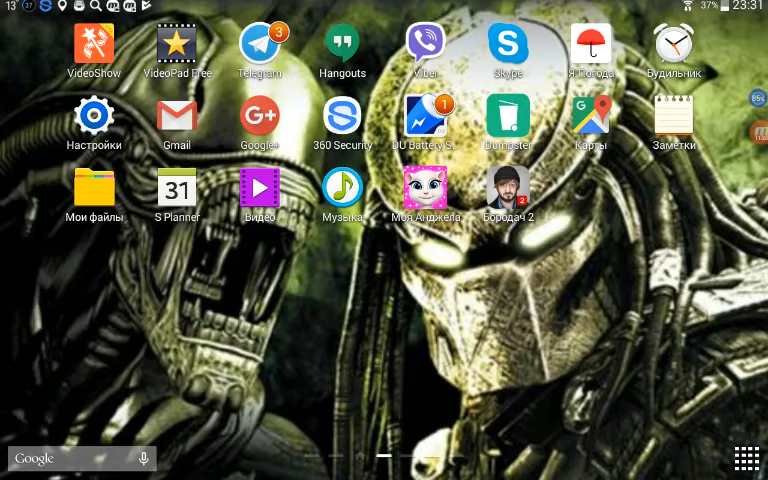 13 37 37% 23:31
VideoShow VideoPad Free Telegram 3 Hangouts Viber Skype Я.Погода Будильник
Настройки Gmail G+ Google+ 360 Security 1 DU Battery S.. Dumpster G Карты Заметки
Мои файлы 31 S Planner Видео Музыка Моя Анджела 2 Бородач 2
Google